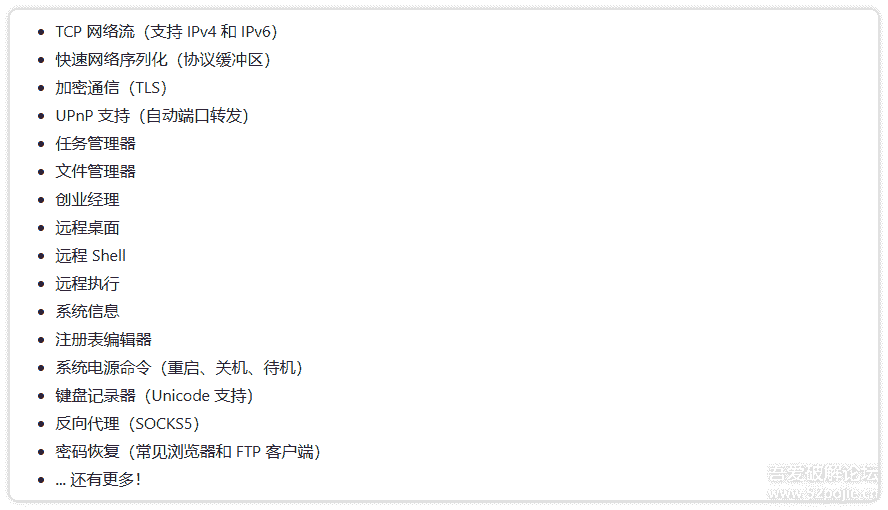 TCP 网络流（支持 IPv4 和 IPv6）
快速网络序列化（协议缓冲区）
加密通信（TLS）
UPnP 支持（自动端口转发）
任务管理器
文件管理器
创业经理
远程桌面
远程 Shell
远程执行
系统信息
注册表编辑器
系统电源命令（重启、关机、待机）
键盘记录器（Unicode 支持）
反向代理（SOCKS5）
密码恢复（常见浏览器和 FTP 客户端）
... 还有更多！
吾爱破解论坛
www.52pojie.cn